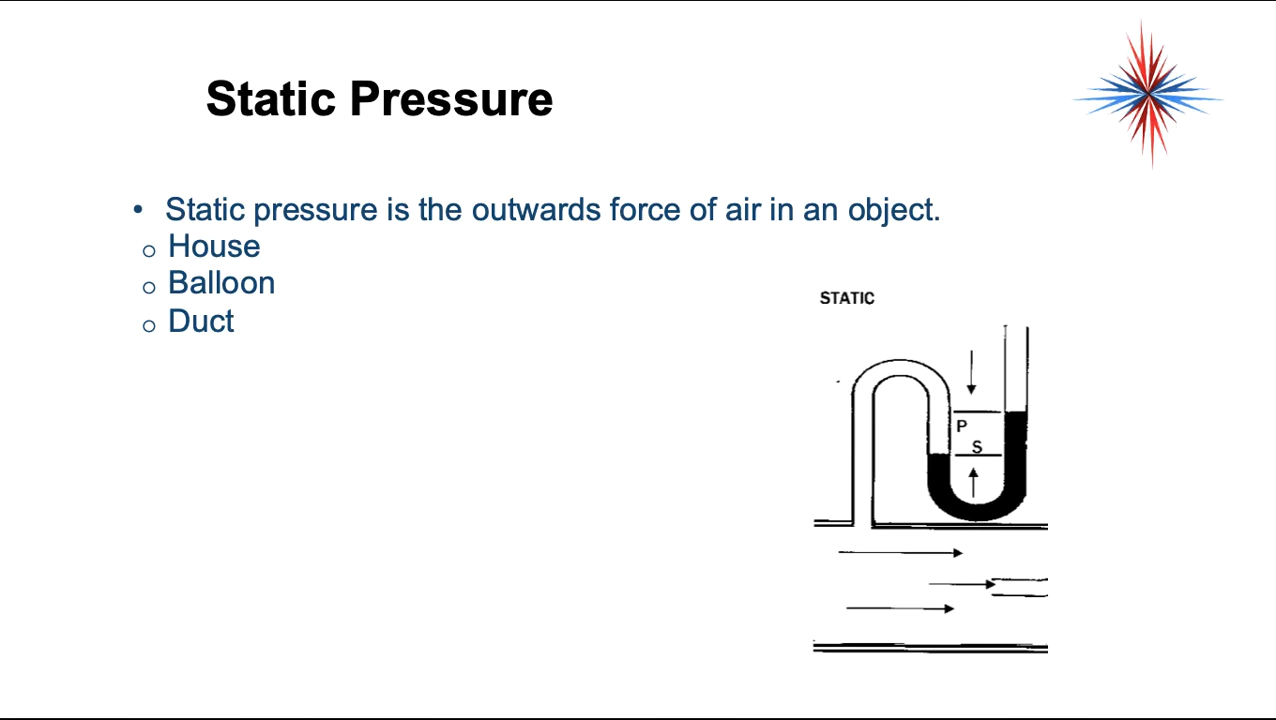 Static Pressure
• Static pressure is the outwards force of air in an object.
o House
o Balloon
o Duct
STATIC
P
S